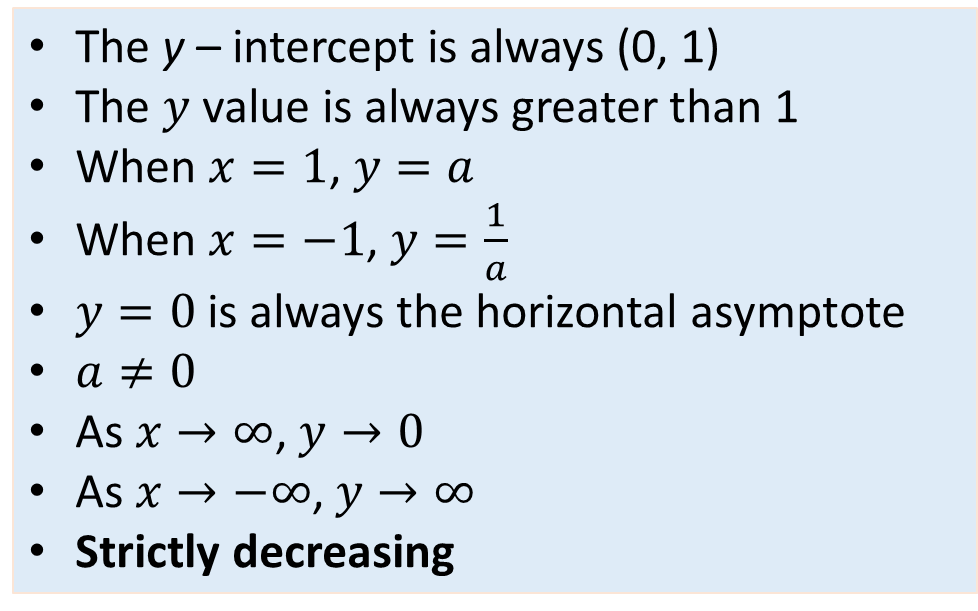 • The y – intercept is always (0, 1)
• The y value is always greater than 1
• When x = 1, y = a
• When x = −1, y = 1/a
• y = 0 is always the horizontal asymptote
• a ≠ 0
• As x → ∞, y → 0
• As x → −∞, y → ∞
• Strictly decreasing